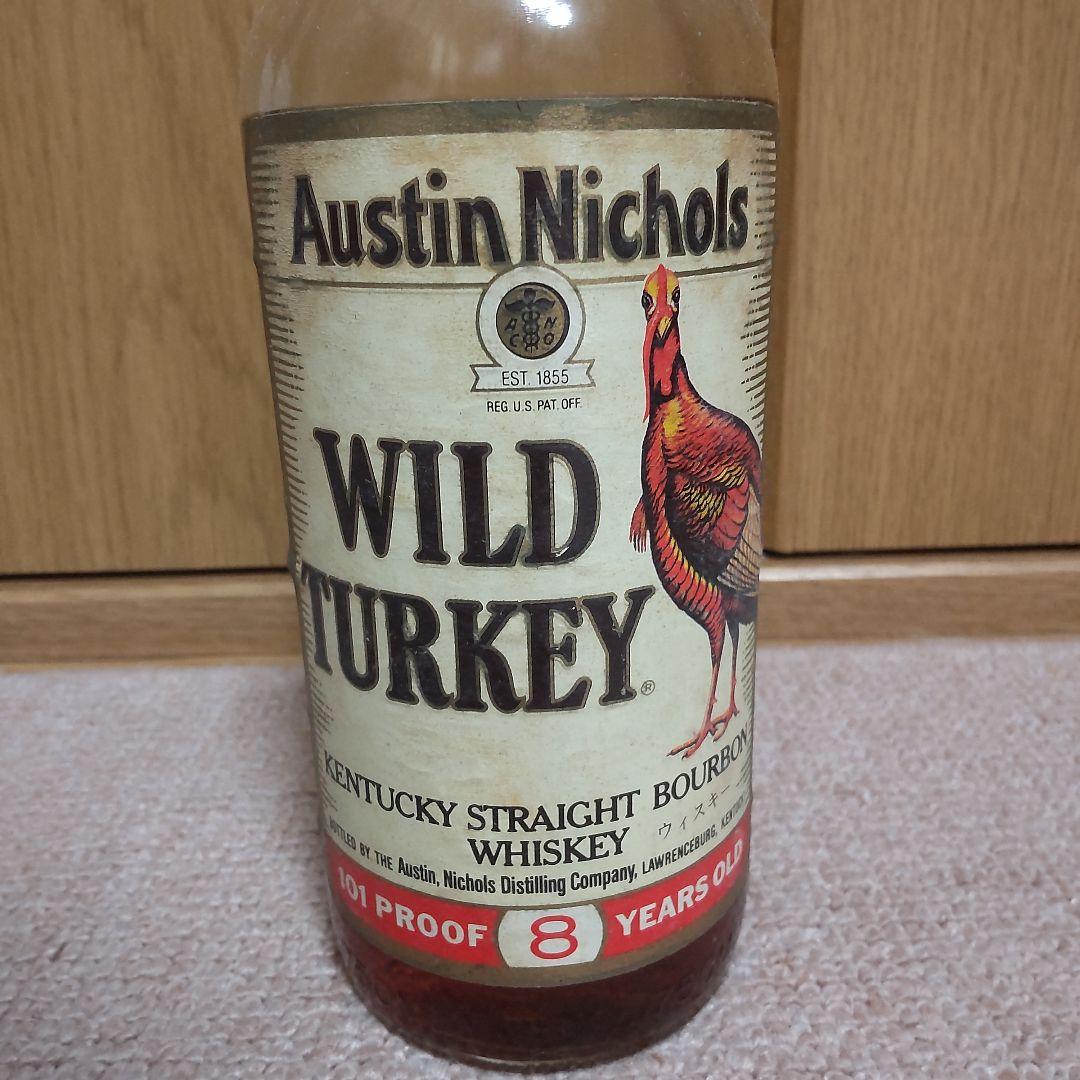 Austin Nichols
A N
C O
EST. 1855
REG. U.S. PAT. OFF.
WILD
TURKEY®
KENTUCKY STRAIGHT BOURBON
WHISKEY ウィスキー
BOTTLED BY THE Austin, Nichols Distilling Company, LAWRENCEBURG,
101 PROOF 8 YEARS OLD